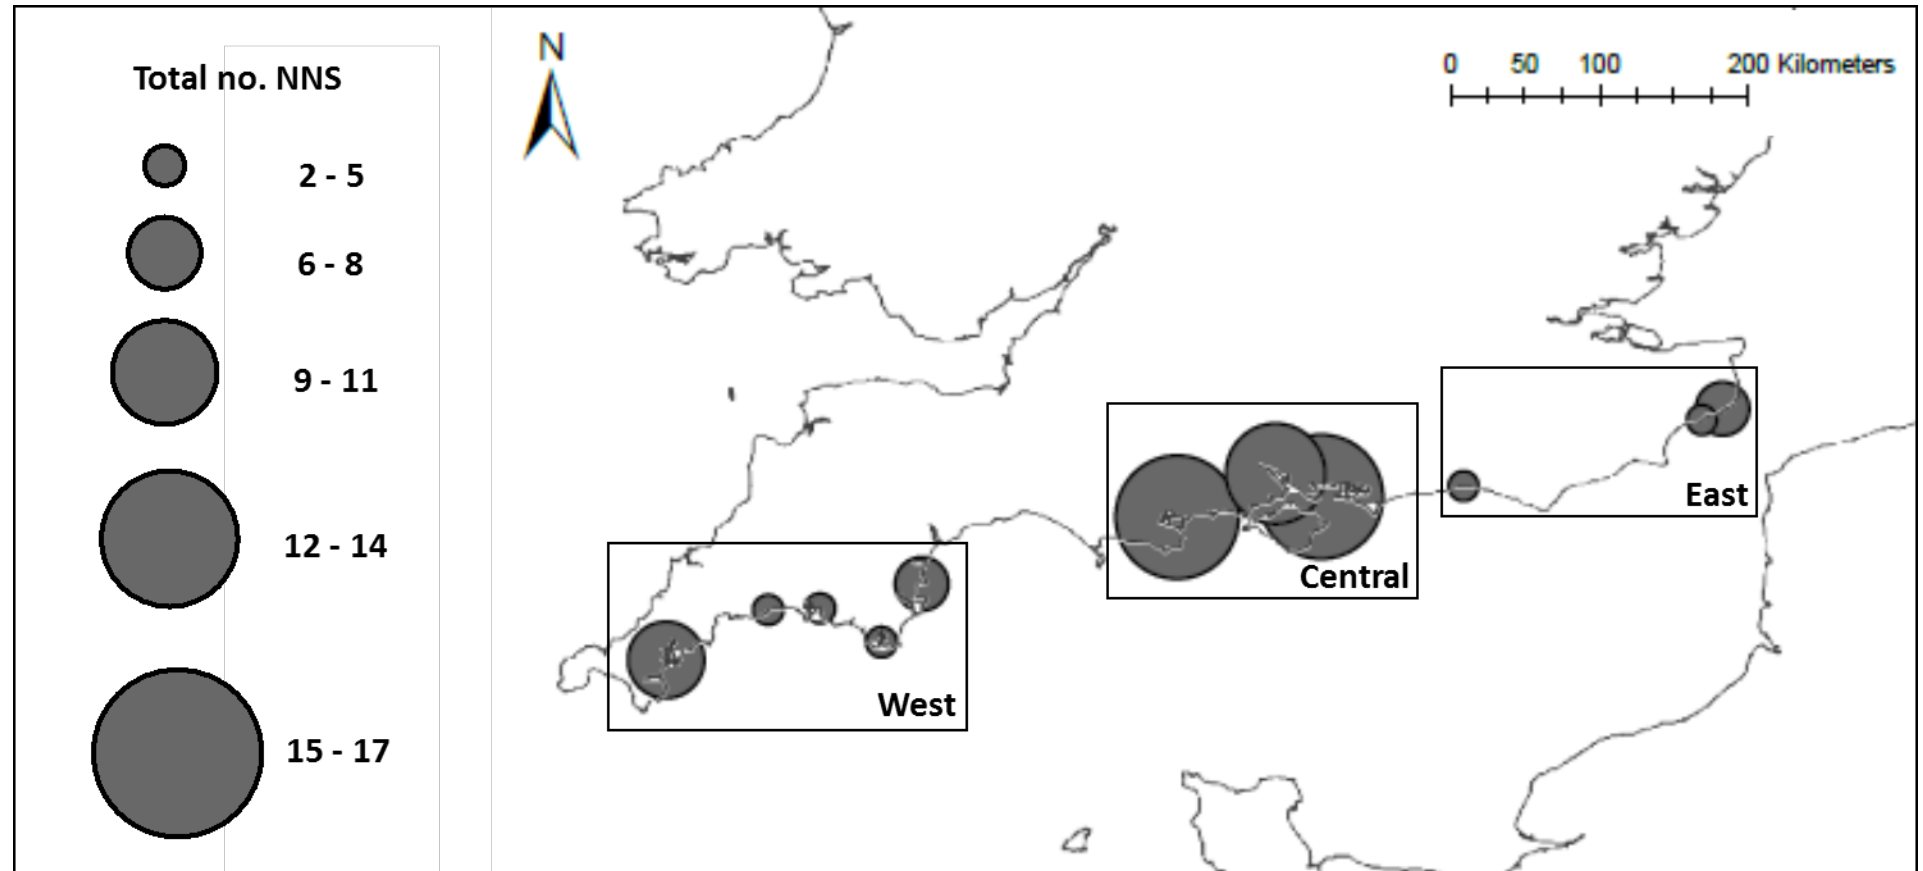 Total no. NNS
2 - 5
6 - 8
9 - 11
12 - 14
15 - 17
N
0 50 100 200 Kilometers
East
Central
West